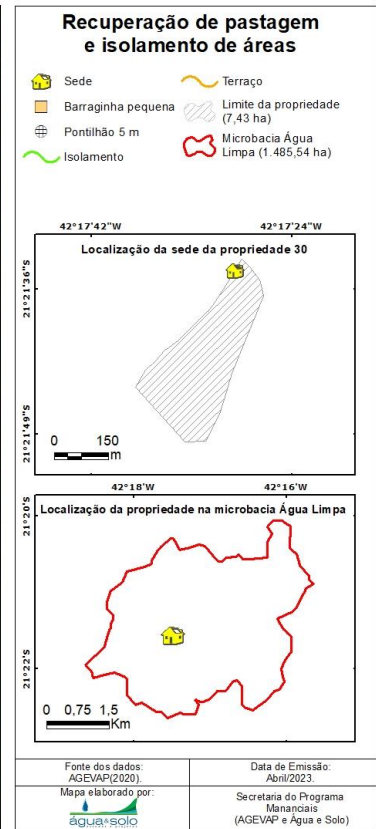 Recuperação de pastagem
e isolamento de áreas
Sede
Barraginha pequena
Pontilhão 5 m
Isolamento
Terraço
Limite da propriedade
(7,43 ha)
Microbacia Água
Limpa (1.485,54 ha)
42°17'42"W 42°17'24"W
Localização da sede da propriedade 30
21°21'36"S
21°21'49"S
0 150
m
42°18'W 42°16'W
Localização da propriedade na microbacia Água Limpa
21°20'S
21°22'S
0 0,75 1,5
Km
Fonte dos dados:
AGEVAP(2020).
Data de Emissão:
Abril/2023.
Mapa elaborado por:
água&solo
Secretaria do Programa
Mananciais
(AGEVAP e Água e Solo)